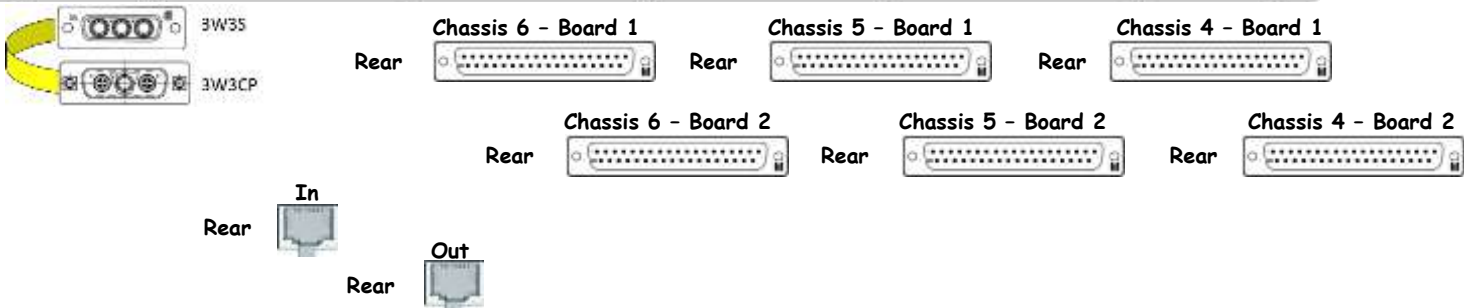 3W3S
3W3CP
Chassis 6 - Board 1
Chassis 5 - Board 1
Chassis 4 - Board 1
Rear
Rear
Rear
Chassis 6 - Board 2
Chassis 5 - Board 2
Chassis 4 - Board 2
Rear
Rear
Rear
In
Rear
Out
Rear